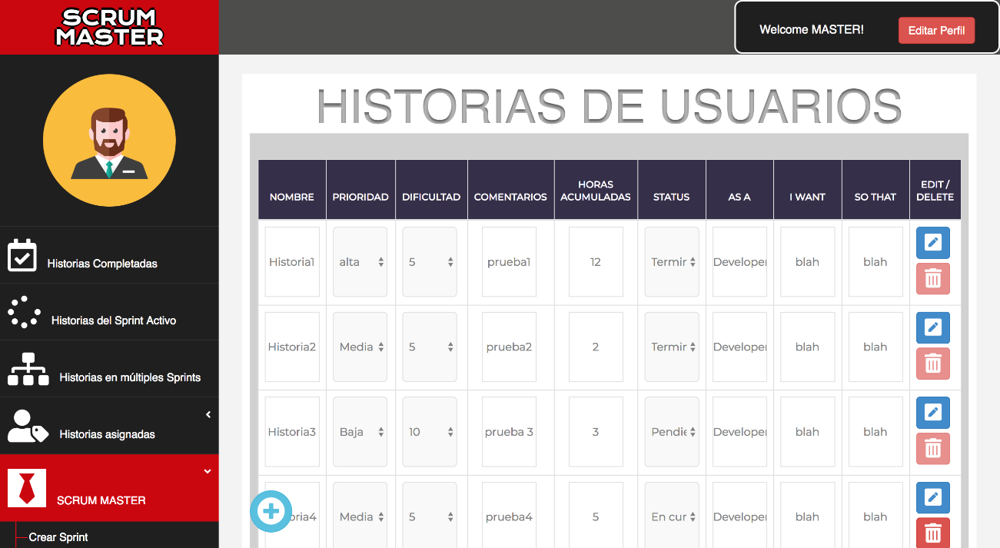 SCRUM
MASTER
Welcome MASTER!
Editar Perfil
Historias Completadas
Historias del Sprint Activo
Historias en múltiples Sprints
Historias asignadas
SCRUM MASTER
Crear Sprint
HISTORIAS DE USUARIOS
NOMBRE PRIORIDAD DIFICULTAD COMENTARIOS HORAS ACUMULADAS STATUS AS A I WANT SO THAT EDIT / DELETE
Historia1 alta 5 prueba1 12 Termir Developer blah blah
Historia2 Media 5 prueba2 2 Termir Developer blah blah
Historia3 Baja 10 prueba 3 3 Pendie Developer blah blah
oria4 Media 5 prueba4 5 En cur Developer blah blah